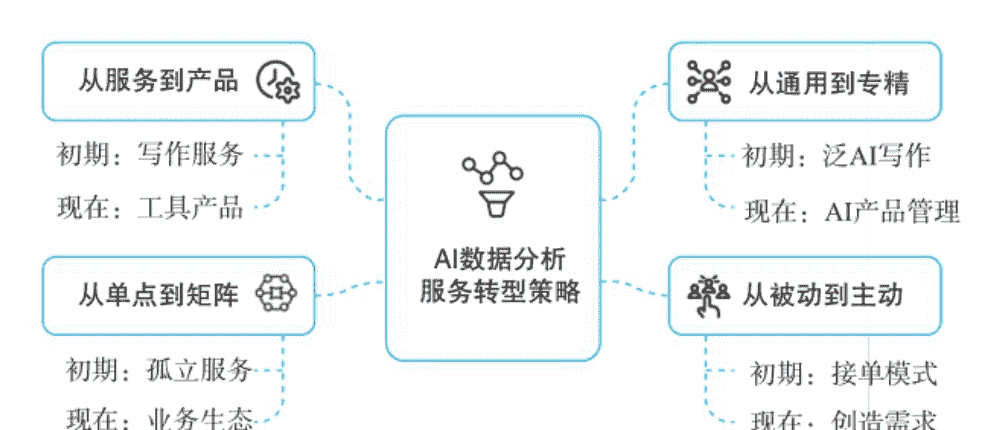 从服务到产品
初期：写作服务
现在：工具产品
从单点到矩阵
初期：孤立服务
现在：业务生态
AI数据分析
服务转型策略
从通用到专精
初期：泛AI写作
现在：AI产品管理
从被动到主动
初期：接单模式
现在：创造需求